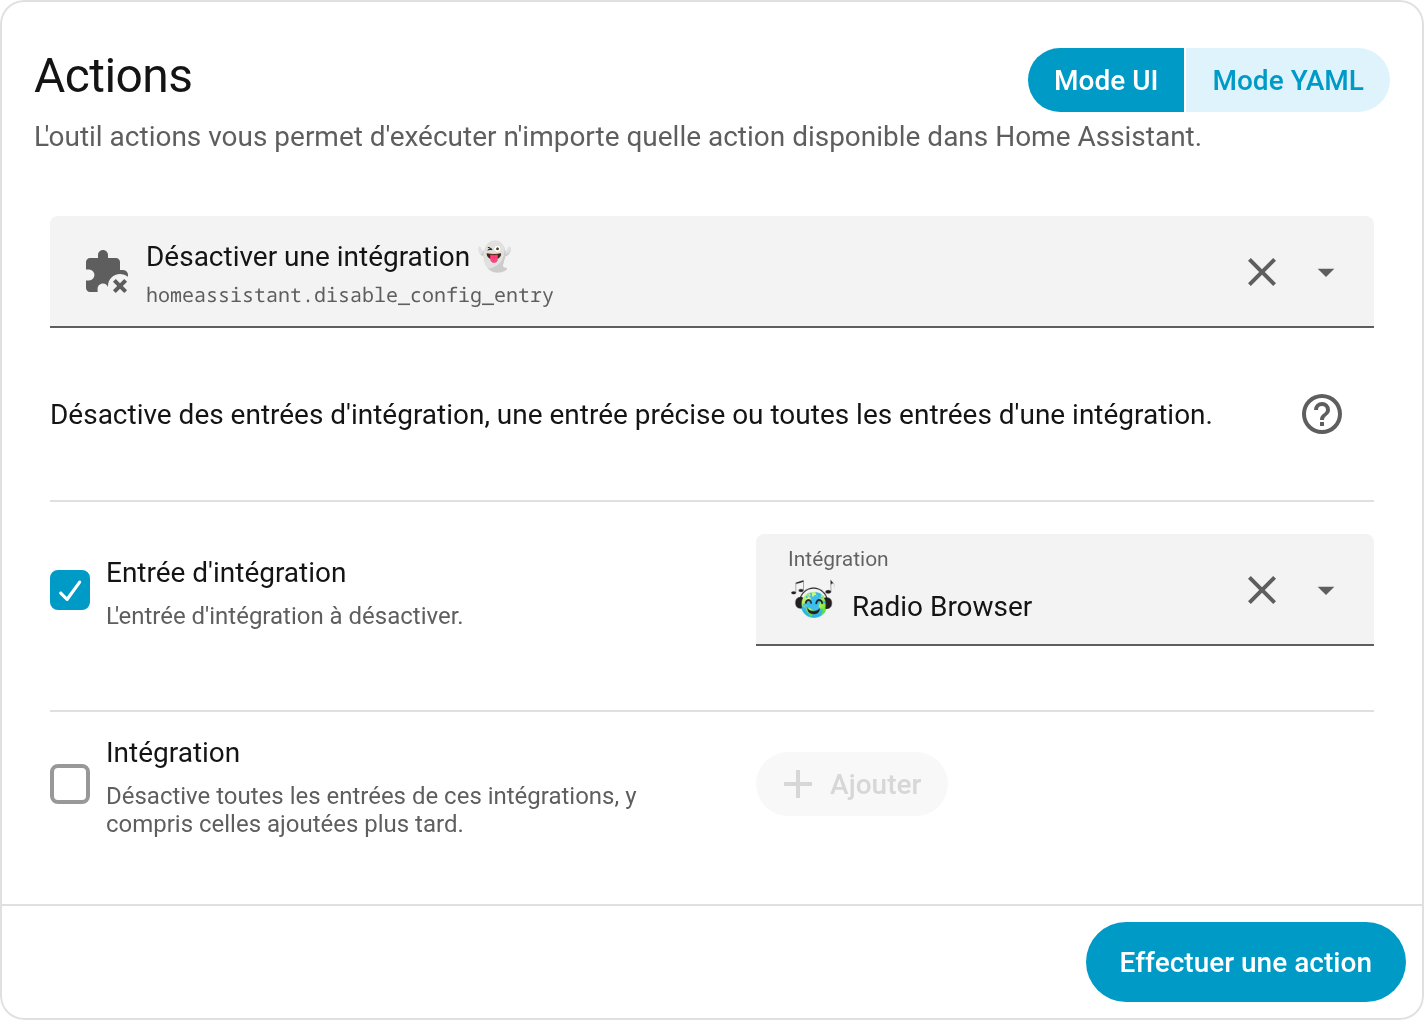 Actions
Mode UI
Mode YAML
L'outil actions vous permet d'exécuter n'importe quelle action disponible dans Home Assistant.
Désactiver une intégration 👻
homeassistant.disable_config_entry
Désactive des entrées d'intégration, une entrée précise ou toutes les entrées d'une intégration.
Entrée d'intégration
L'entrée d'intégration à désactiver.
Intégration
Radio Browser
Intégration
Désactive toutes les entrées de ces intégrations, y
compris celles ajoutées plus tard.
Ajouter
Effectuer une action